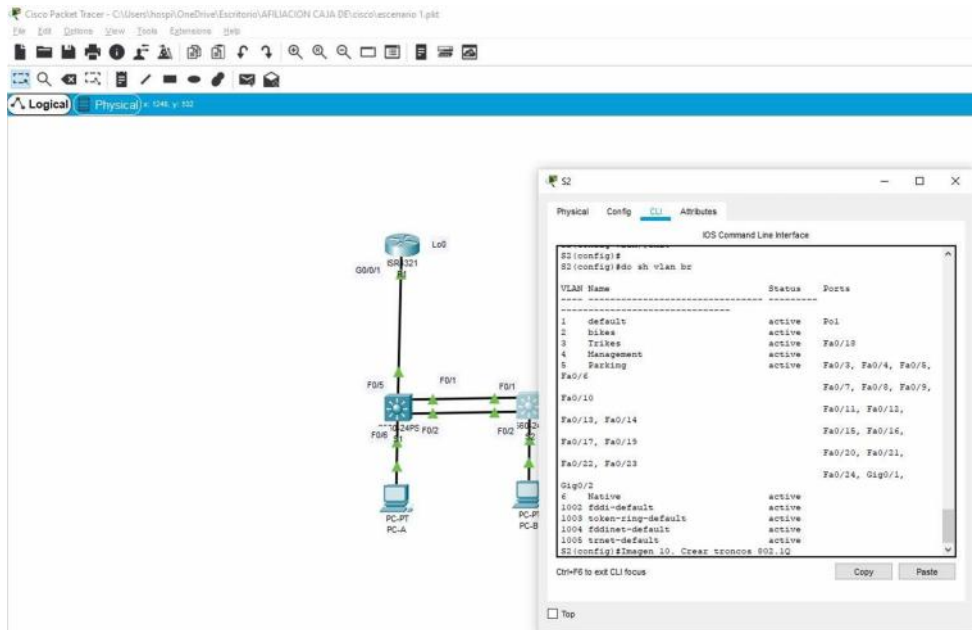 Cisco Packet Tracer - C:\Users\hospi\OneDrive\Escritorio\AFILIACION CAJA DE\cisco\escenario 1.pkt
File Edit Options View Tools Extensions Help
Logical Physical x: 1246, y: 532
Lo0
G0/0/1
R1
F0/5 F0/1 F0/1
F0/6 F0/2 F0/2
S1
PC-PT
PC-A
PC-B
S2
Physical Config CLI Attributes
IOS Command Line Interface
S2(config)#
S2(config)#do sh vlan br
VLAN Name Status Ports
---- -------------------------------- ---------
-------------------------------
1 default active Po1
2 bikes active
3 Trikes active Fa0/18
4 Management active
5 Parking active Fa0/3, Fa0/4, Fa0/5,
Fa0/6
Fa0/7, Fa0/8, Fa0/9,
Fa0/10
Fa0/11, Fa0/12,
Fa0/13, Fa0/14
Fa0/15, Fa0/16,
Fa0/17, Fa0/19
Fa0/20, Fa0/21,
Fa0/22, Fa0/23
Fa0/24, Gig0/1,
Gig0/2
6 Native active
1002 fddi-default active
1003 token-ring-default active
1004 fddinet-default active
1005 trnet-default active
S2(config)#Imagen 10. Crear troncos 802.1Q
Ctrl+F6 to exit CLI focus
Copy Paste
Top